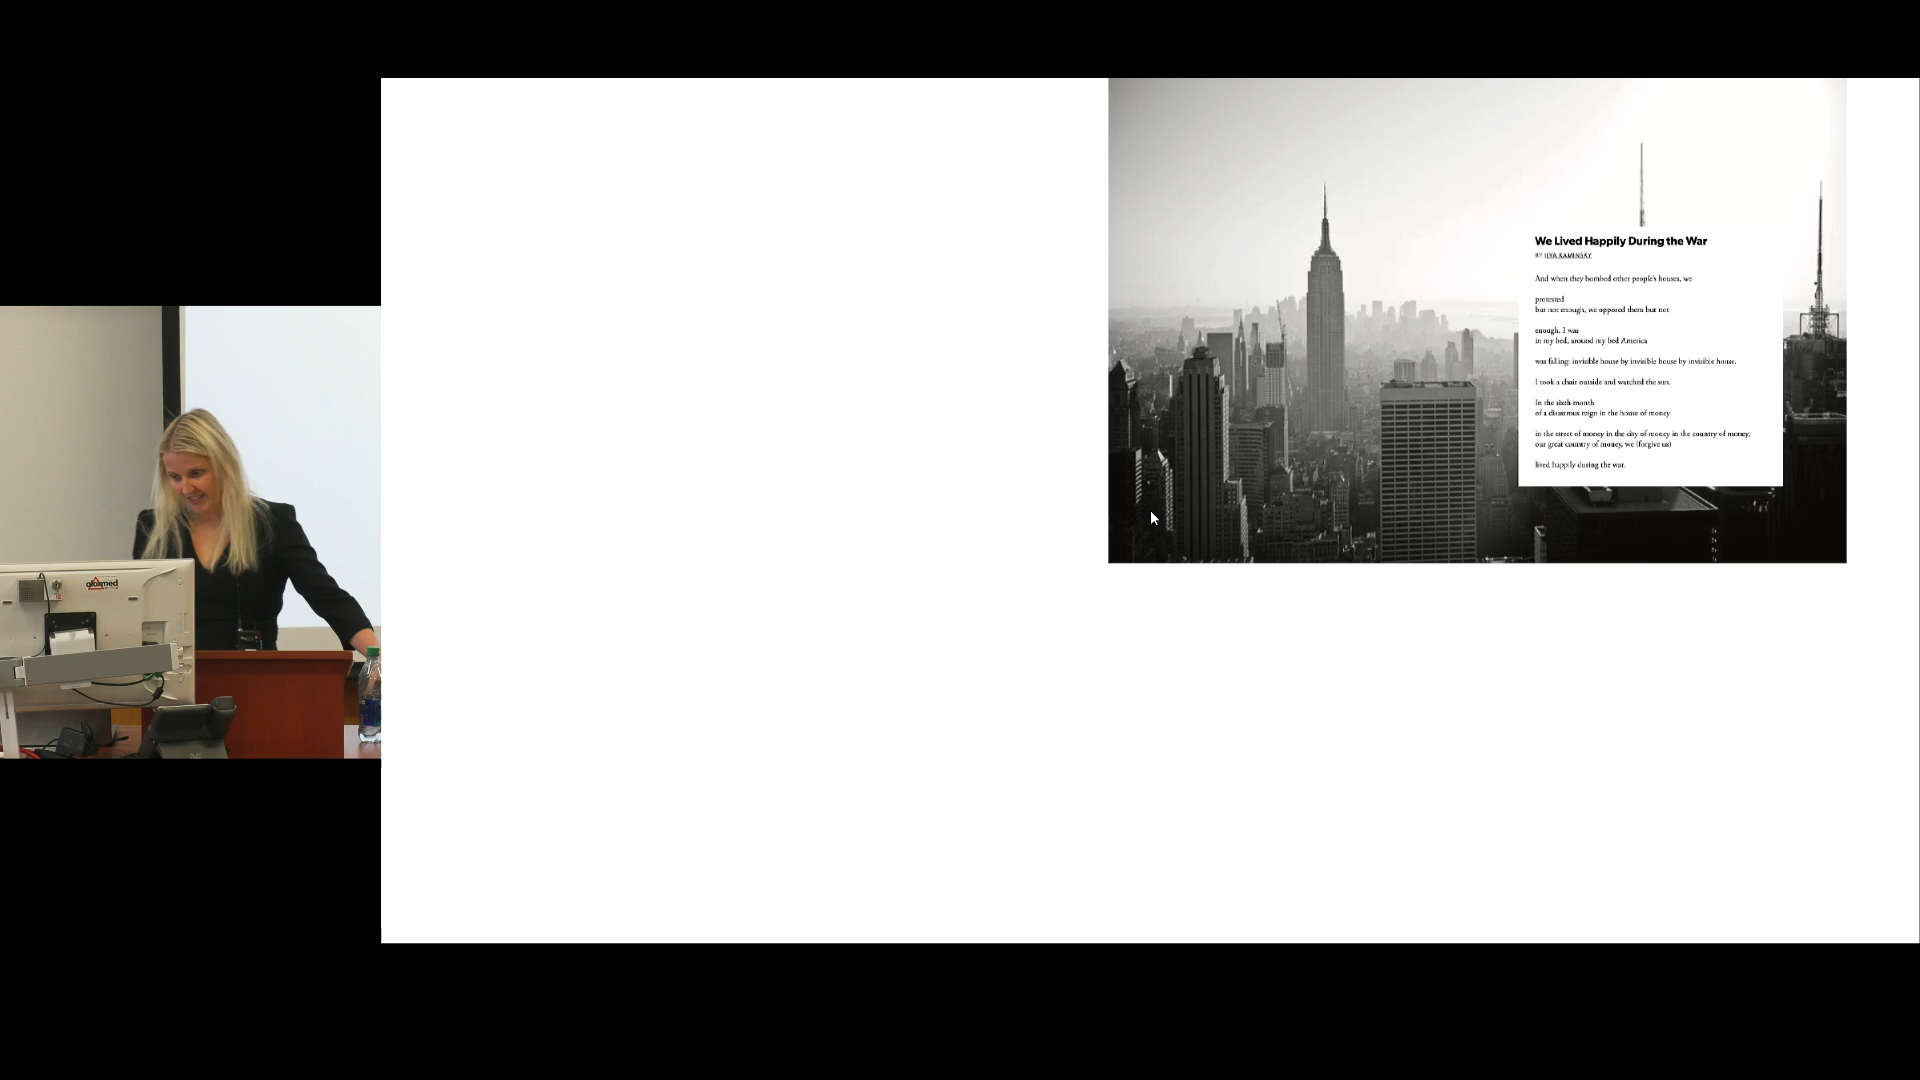 We Lived Happily During the War
BY ILYA KAMINSKY
And when they bombed other people's houses, we
protested
but not enough, we opposed them but not
enough. I was
in my bed, around my bed America
was falling: invisible house by invisible house by invisible house.
I took a chair outside and watched the sun.
In the sixth month
of a disastrous reign in the house of money
in the street of money in the city of money in the country of money,
our great country of money, we (forgive us)
lived happily during the war.